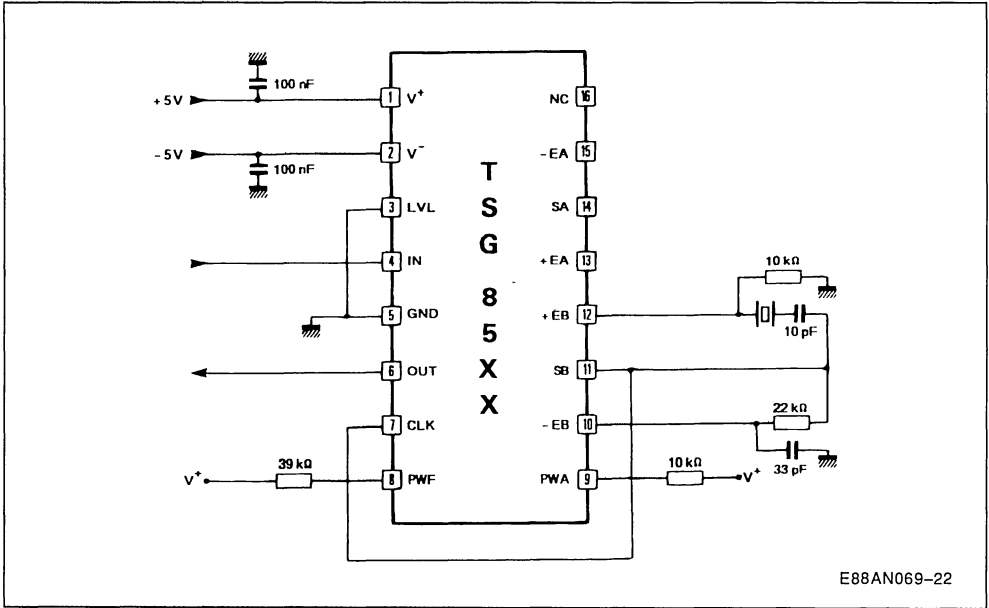 +5V
100 nF
1 V+
-5V
2 V-
100 nF
3 LVL
4 IN
5 GND
6 OUT
7 CLK
V+
39 kΩ
8 PWF
TSG 85XX
NC 16
-EA 15
SA 14
+EA 13
10 kΩ
+EB 12
10 pF
SB 11
22 kΩ
-EB 10
33 pF
PWA 9
10 kΩ
V+
E88AN069-22